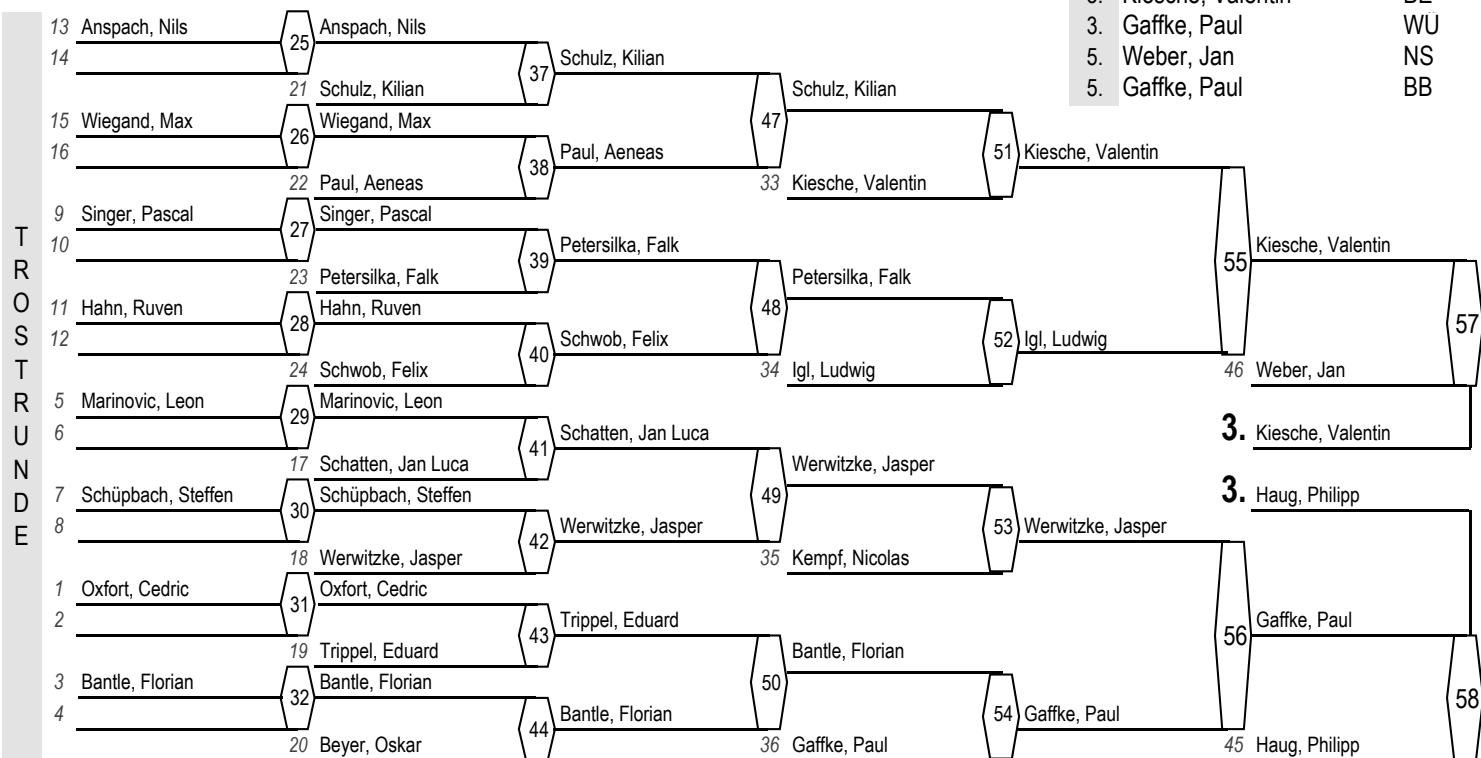 3. Kiesche, Valentin BE
3. Gaffke, Paul WÜ
5. Weber, Jan NS
5. Gaffke, Paul BB
TROSTRUNDE
13 Anspach, Nils
14
15 Wiegand, Max
16
9 Singer, Pascal
10
11 Hahn, Ruven
12
5 Marinovic, Leon
6
7 Schüpbach, Steffen
8
1 Oxfort, Cedric
2
3 Bantle, Florian
4
25
26
27
28
29
30
31
32
Anspach, Nils
21 Schulz, Kilian
Wiegand, Max
22 Paul, Aeneas
Singer, Pascal
23 Petersilka, Falk
Hahn, Ruven
24 Schwob, Felix
Marinovic, Leon
17 Schatten, Jan Luca
Schüpbach, Steffen
18 Werwitzke, Jasper
Oxfort, Cedric
19 Trippel, Eduard
Bantle, Florian
20 Beyer, Oskar
37
38
39
40
41
42
43
44
Schulz, Kilian
Paul, Aeneas
Petersilka, Falk
Schwob, Felix
Schatten, Jan Luca
Werwitzke, Jasper
Trippel, Eduard
Bantle, Florian
47
48
49
50
Schulz, Kilian
33 Kiesche, Valentin
Petersilka, Falk
34 Igl, Ludwig
Werwitzke, Jasper
35 Kempf, Nicolas
Bantle, Florian
36 Gaffke, Paul
51
52
53
54
Kiesche, Valentin
Igl, Ludwig
Werwitzke, Jasper
Gaffke, Paul
55
56
Kiesche, Valentin
46 Weber, Jan
3. Kiesche, Valentin
3. Haug, Philipp
Gaffke, Paul
45 Haug, Philipp
57
58